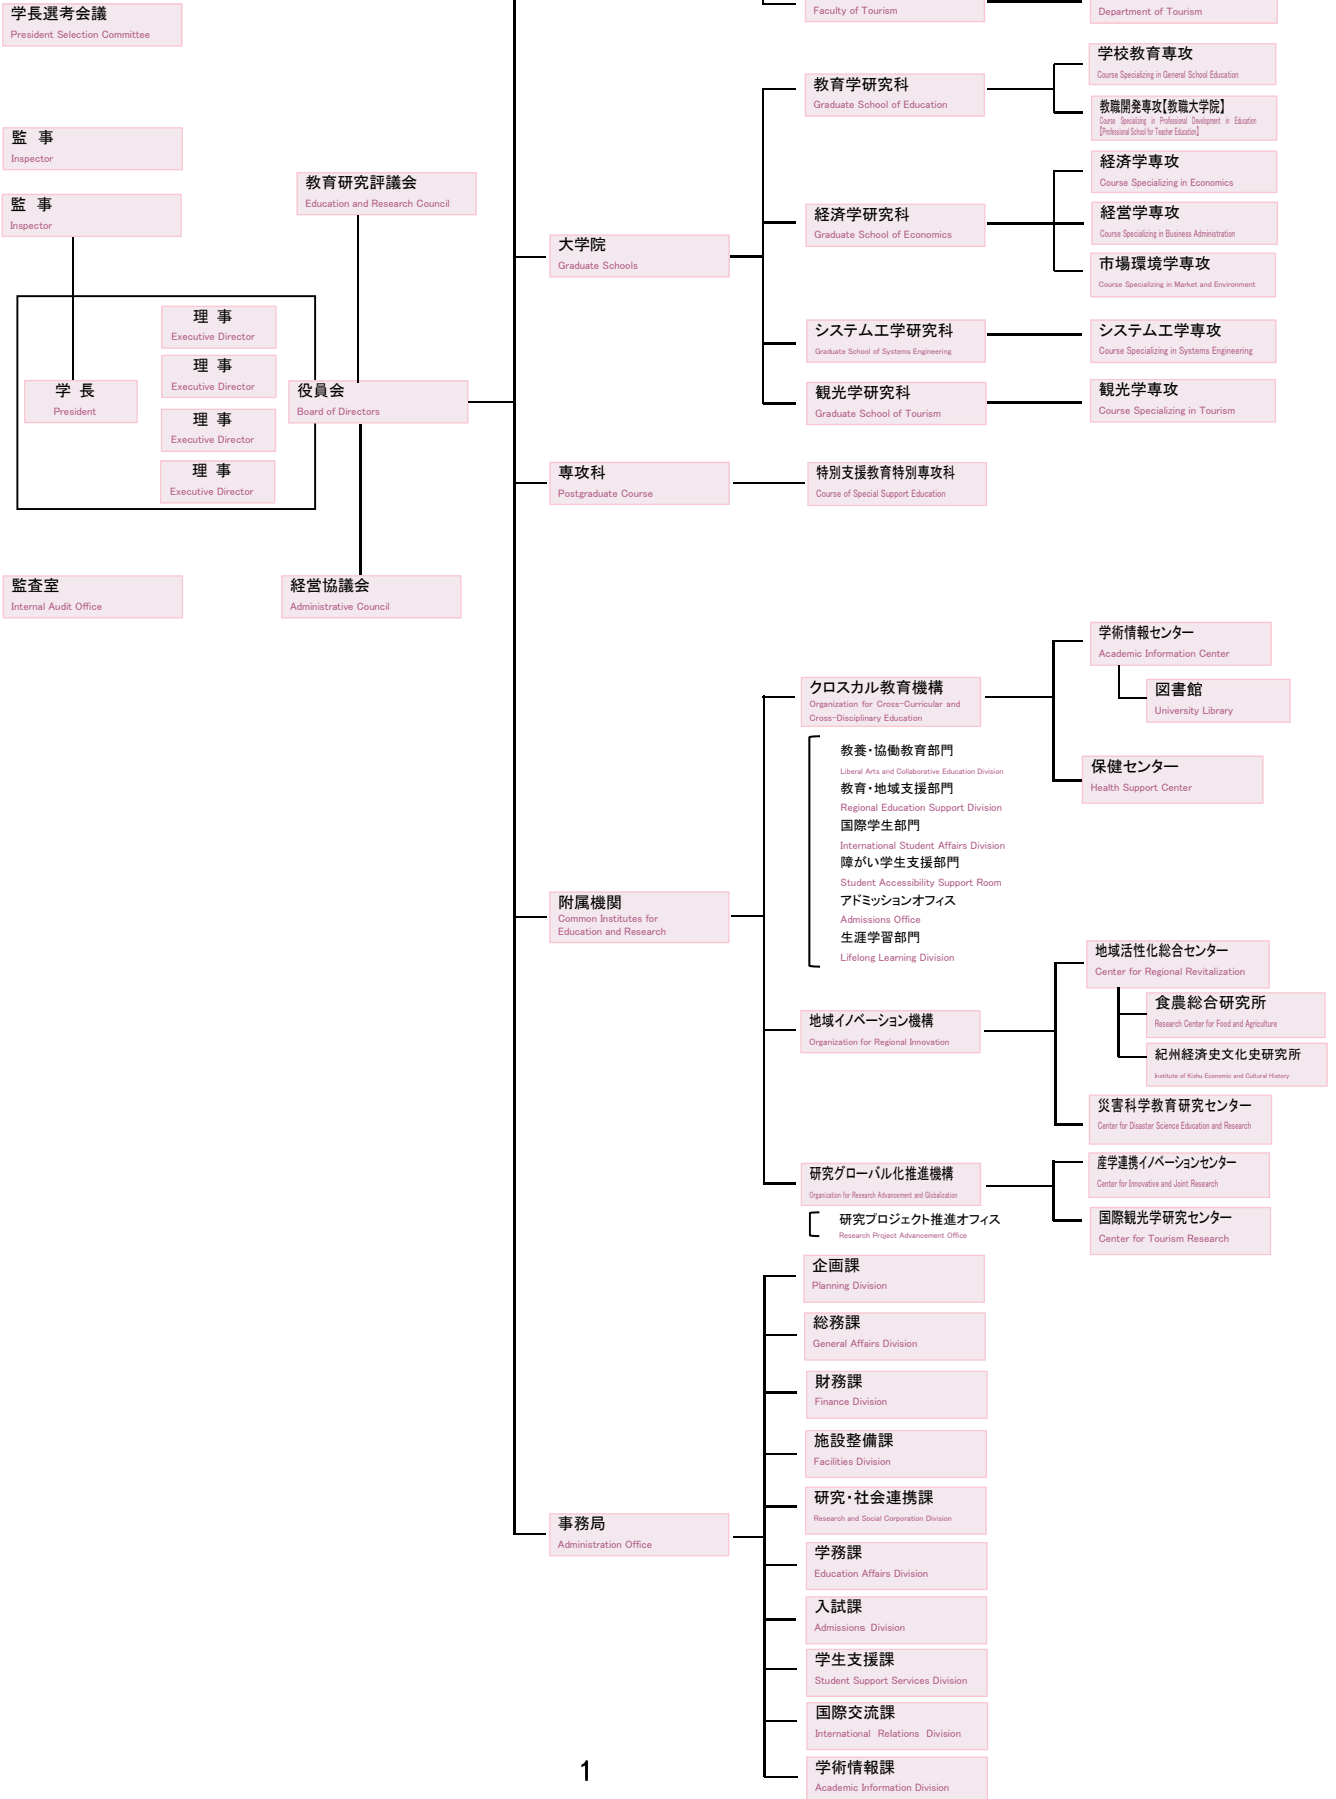 学長選考会議
President Selection Committee
監 事
Inspector
監 事
Inspector
教育研究評議会
Education and Research Council
理 事
Executive Director
理 事
Executive Director
学 長
President
役員会
Board of Directors
理 事
Executive Director
理 事
Executive Director
監査室
Internal Audit Office
経営協議会
Administrative Council
Faculty of Tourism
Department of Tourism
大学院
Graduate Schools
教育学研究科
Graduate School of Education
学校教育専攻
Course Specializing in General School Education
教職開発専攻【教職大学院】
Course Specializing in Professional Development in Education
【Professional School for Teacher Education】
経済学研究科
Graduate School of Economics
経済学専攻
Course Specializing in Economics
経営学専攻
Course Specializing in Business Administration
市場環境学専攻
Course Specializing in Market and Environment
システム工学研究科
Graduate School of Systems Engineering
システム工学専攻
Course Specializing in Systems Engineering
観光学研究科
Graduate School of Tourism
観光学専攻
Course Specializing in Tourism
専攻科
Postgraduate Course
特別支援教育特別専攻科
Course of Special Support Education
附属機関
Common Institutes for
Education and Research
クロスカル教育機構
Organization for Cross-Curricular and
Cross-Disciplinary Education
教養・協働教育部門
Liberal Arts and Collaborative Education Division
教育・地域支援部門
Regional Education Support Division
国際学生部門
International Student Affairs Division
障がい学生支援部門
Student Accessibility Support Room
アドミッションオフィス
Admissions Office
生涯学習部門
Lifelong Learning Division
学術情報センター
Academic Information Center
図書館
University Library
保健センター
Health Support Center
地域イノベーション機構
Organization for Regional Innovation
地域活性化総合センター
Center for Regional Revitalization
食農総合研究所
Research Center for Food and Agriculture
紀州経済史文化史研究所
Institute of Kishu Economic and Cultural History
災害科学教育研究センター
Center for Disaster Science Education and Research
研究グローバル化推進機構
Organization for Research Advancement and Globalization
研究プロジェクト推進オフィス
Research Project Advancement Office
産学連携イノベーションセンター
Center for Innovative and Joint Research
国際観光学研究センター
Center for Tourism Research
事務局
Administration Office
企画課
Planning Division
総務課
General Affairs Division
財務課
Finance Division
施設整備課
Facilities Division
研究・社会連携課
Research and Social Corporation Division
学務課
Education Affairs Division
入試課
Admissions Division
学生支援課
Student Support Services Division
国際交流課
International Relations Division
学術情報課
Academic Information Division
1